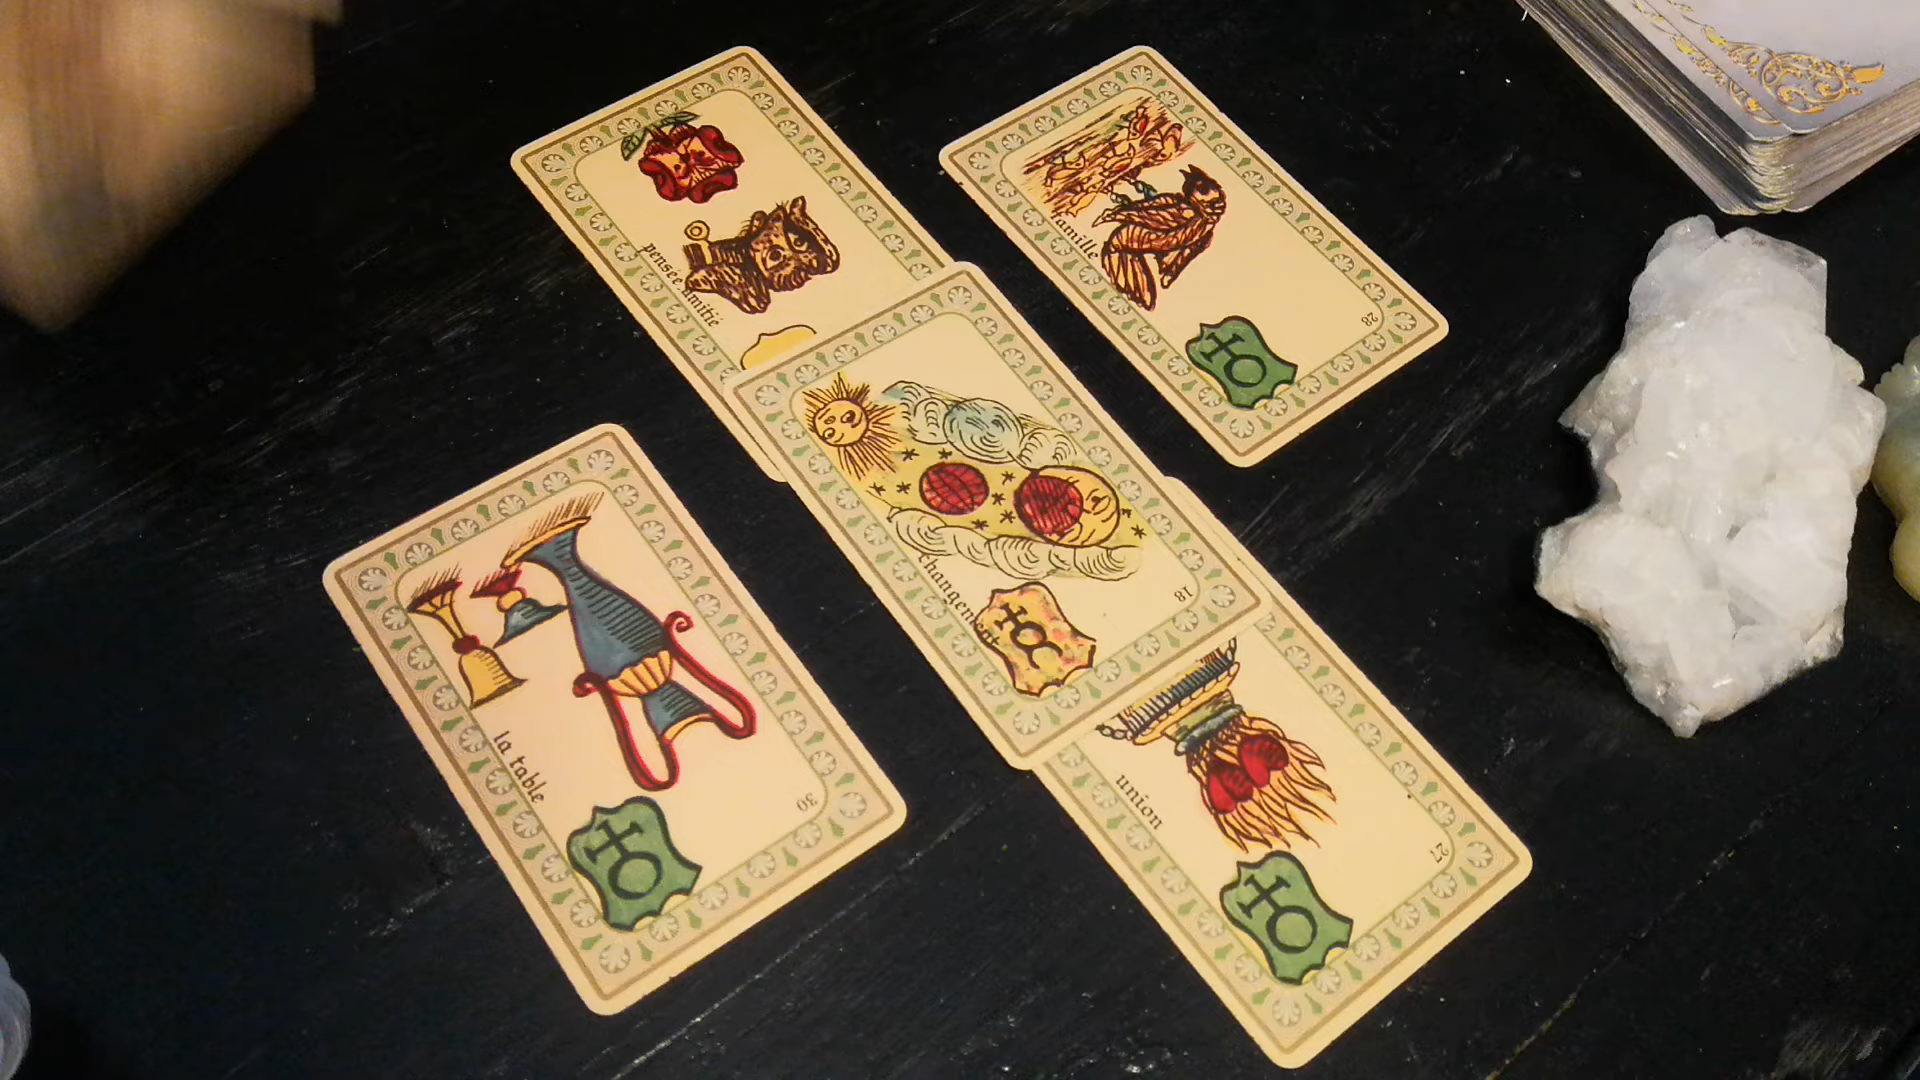 pensée amitié
famille
28
changement
18
la table
30
union
27